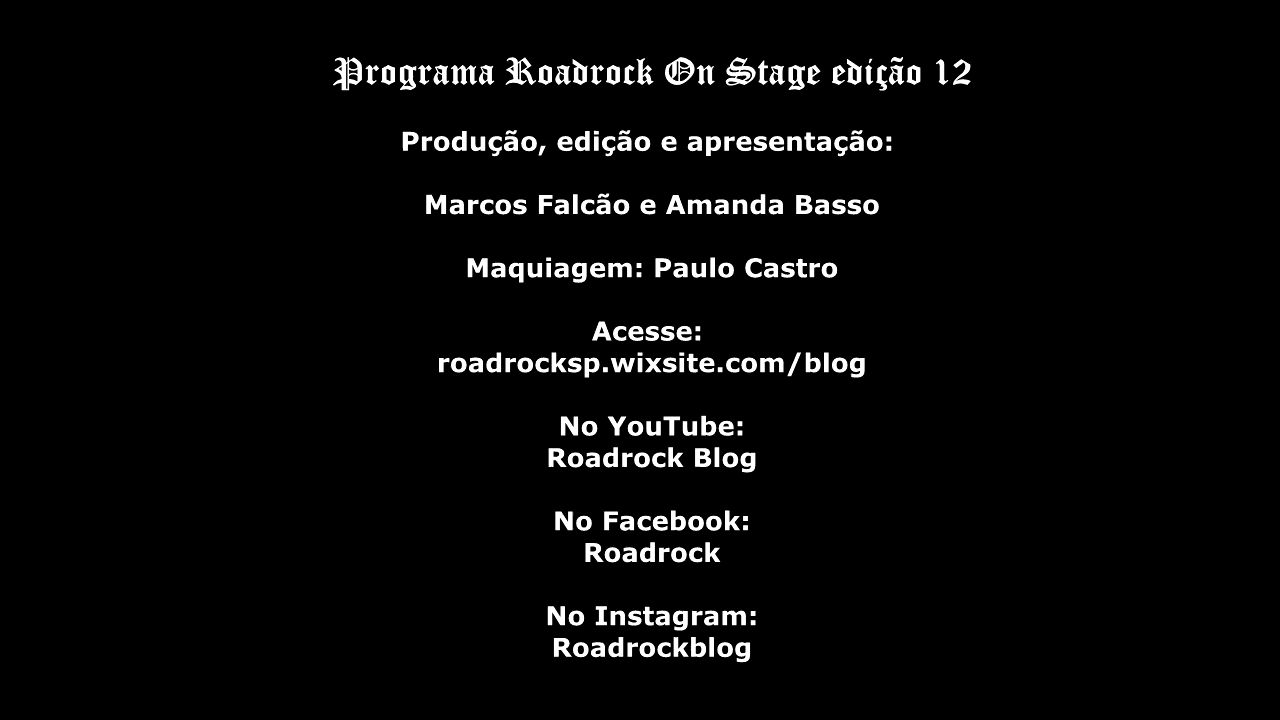 Programa Roadrock On Stage edição 12
Produção, edição e apresentação:
Marcos Falcão e Amanda Basso
Maquiagem: Paulo Castro
Acesse:
roadrocksp.wixsite.com/blog
No YouTube:
Roadrock Blog
No Facebook:
Roadrock
No Instagram:
Roadrockblog